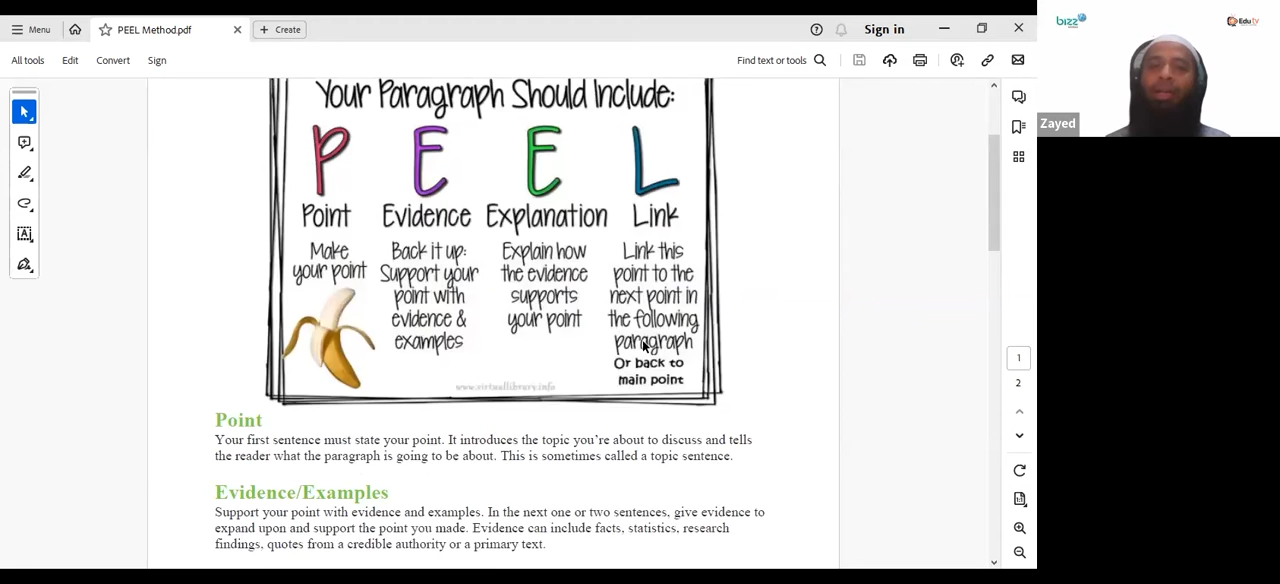 Menu
PEEL Method.pdf
Create
Sign in
All tools
Edit
Convert
Sign
Find text or tools
bizz
Edu tv
Zayed
Your Paragraph Should Include:
P E E L
Point Evidence Explanation Link
Make
your point
Back it up:
Support your
point with
evidence &
examples
Explain how
the evidence
supports
your point
Link this
point to the
next point in
the following
paragraph
Or back to
main point
www.virtuallibrary.info
Point
Your first sentence must state your point. It introduces the topic you're about to discuss and tells
the reader what the paragraph is going to be about. This is sometimes called a topic sentence.
Evidence/Examples
Support your point with evidence and examples. In the next one or two sentences, give evidence to
expand upon and support the point you made. Evidence can include facts, statistics, research
findings, quotes from a credible authority or a primary text.
1
2